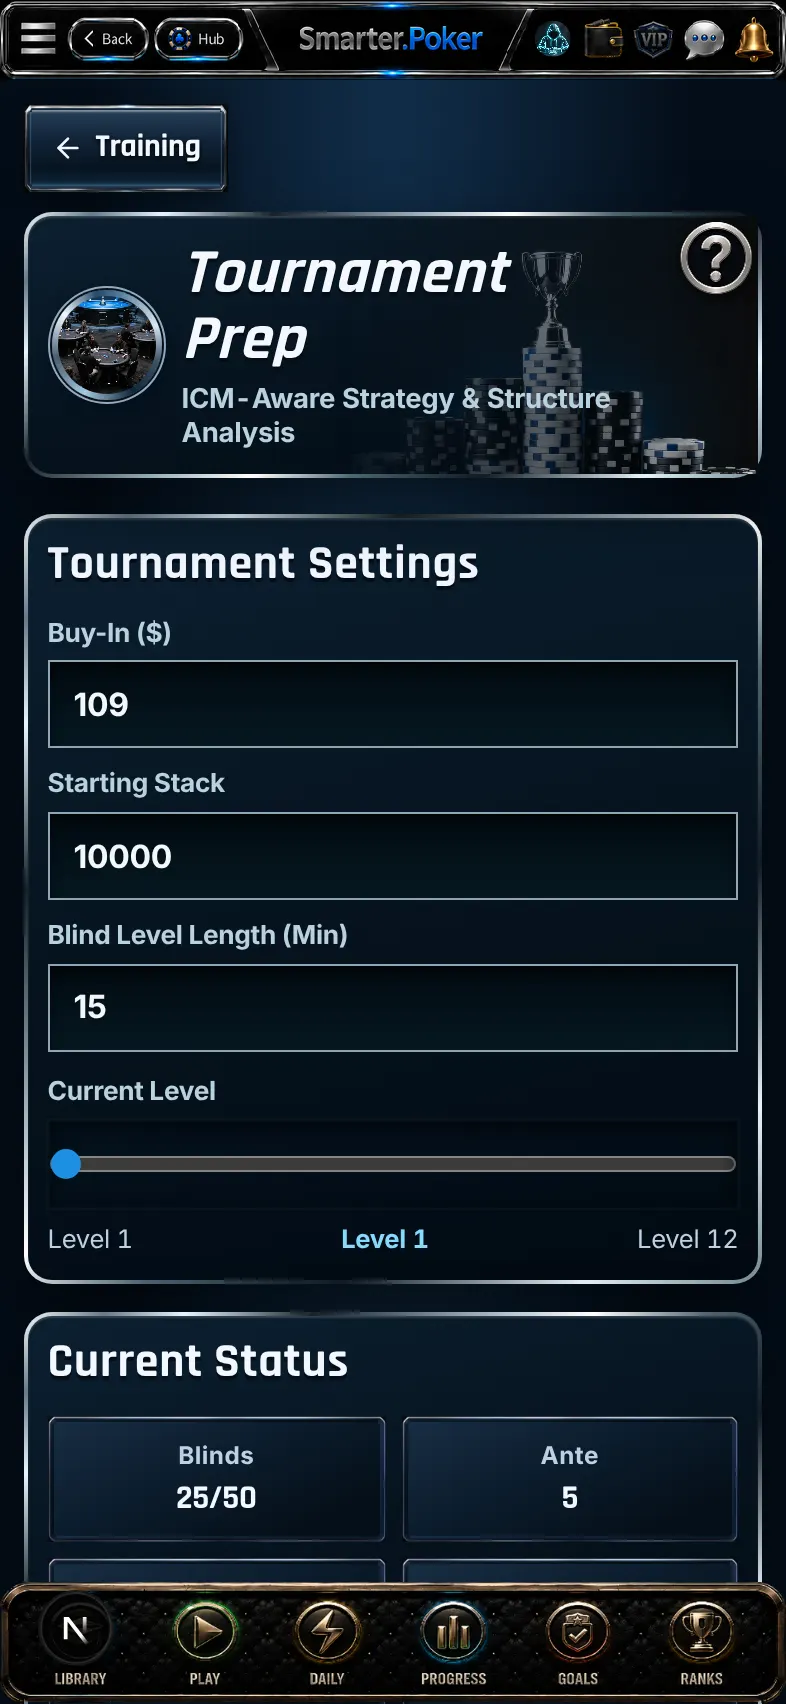 Back
Hub
Smarter.Poker
VIP
Training
Tournament
Prep
?
ICM-Aware Strategy & Structure
Analysis
Tournament Settings
Buy-In ($)
109
Starting Stack
10000
Blind Level Length (Min)
15
Current Level
Level 1
Level 1
Level 12
Current Status
Blinds
25/50
Ante
5
N
LIBRARY
PLAY
DAILY
PROGRESS
GOALS
RANKS